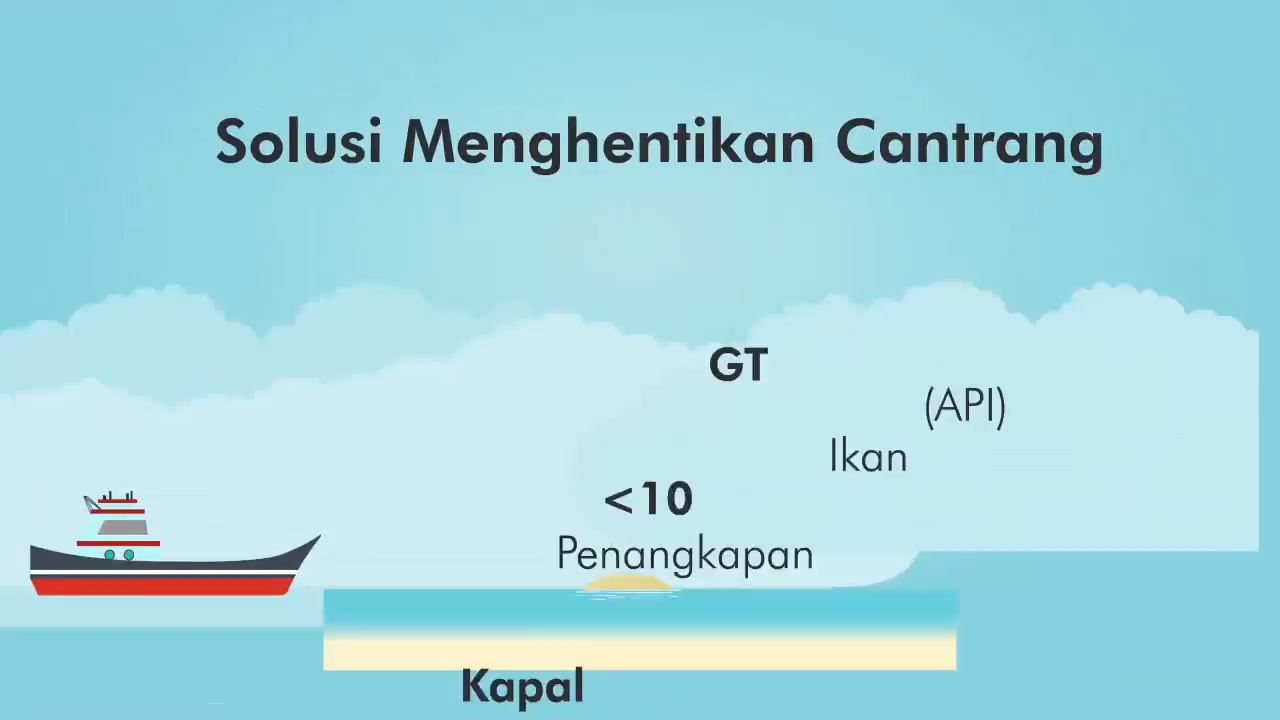 Solusi Menghentikan Cantrang
GT
(API)
Ikan
<10
Penangkapan
Kapal